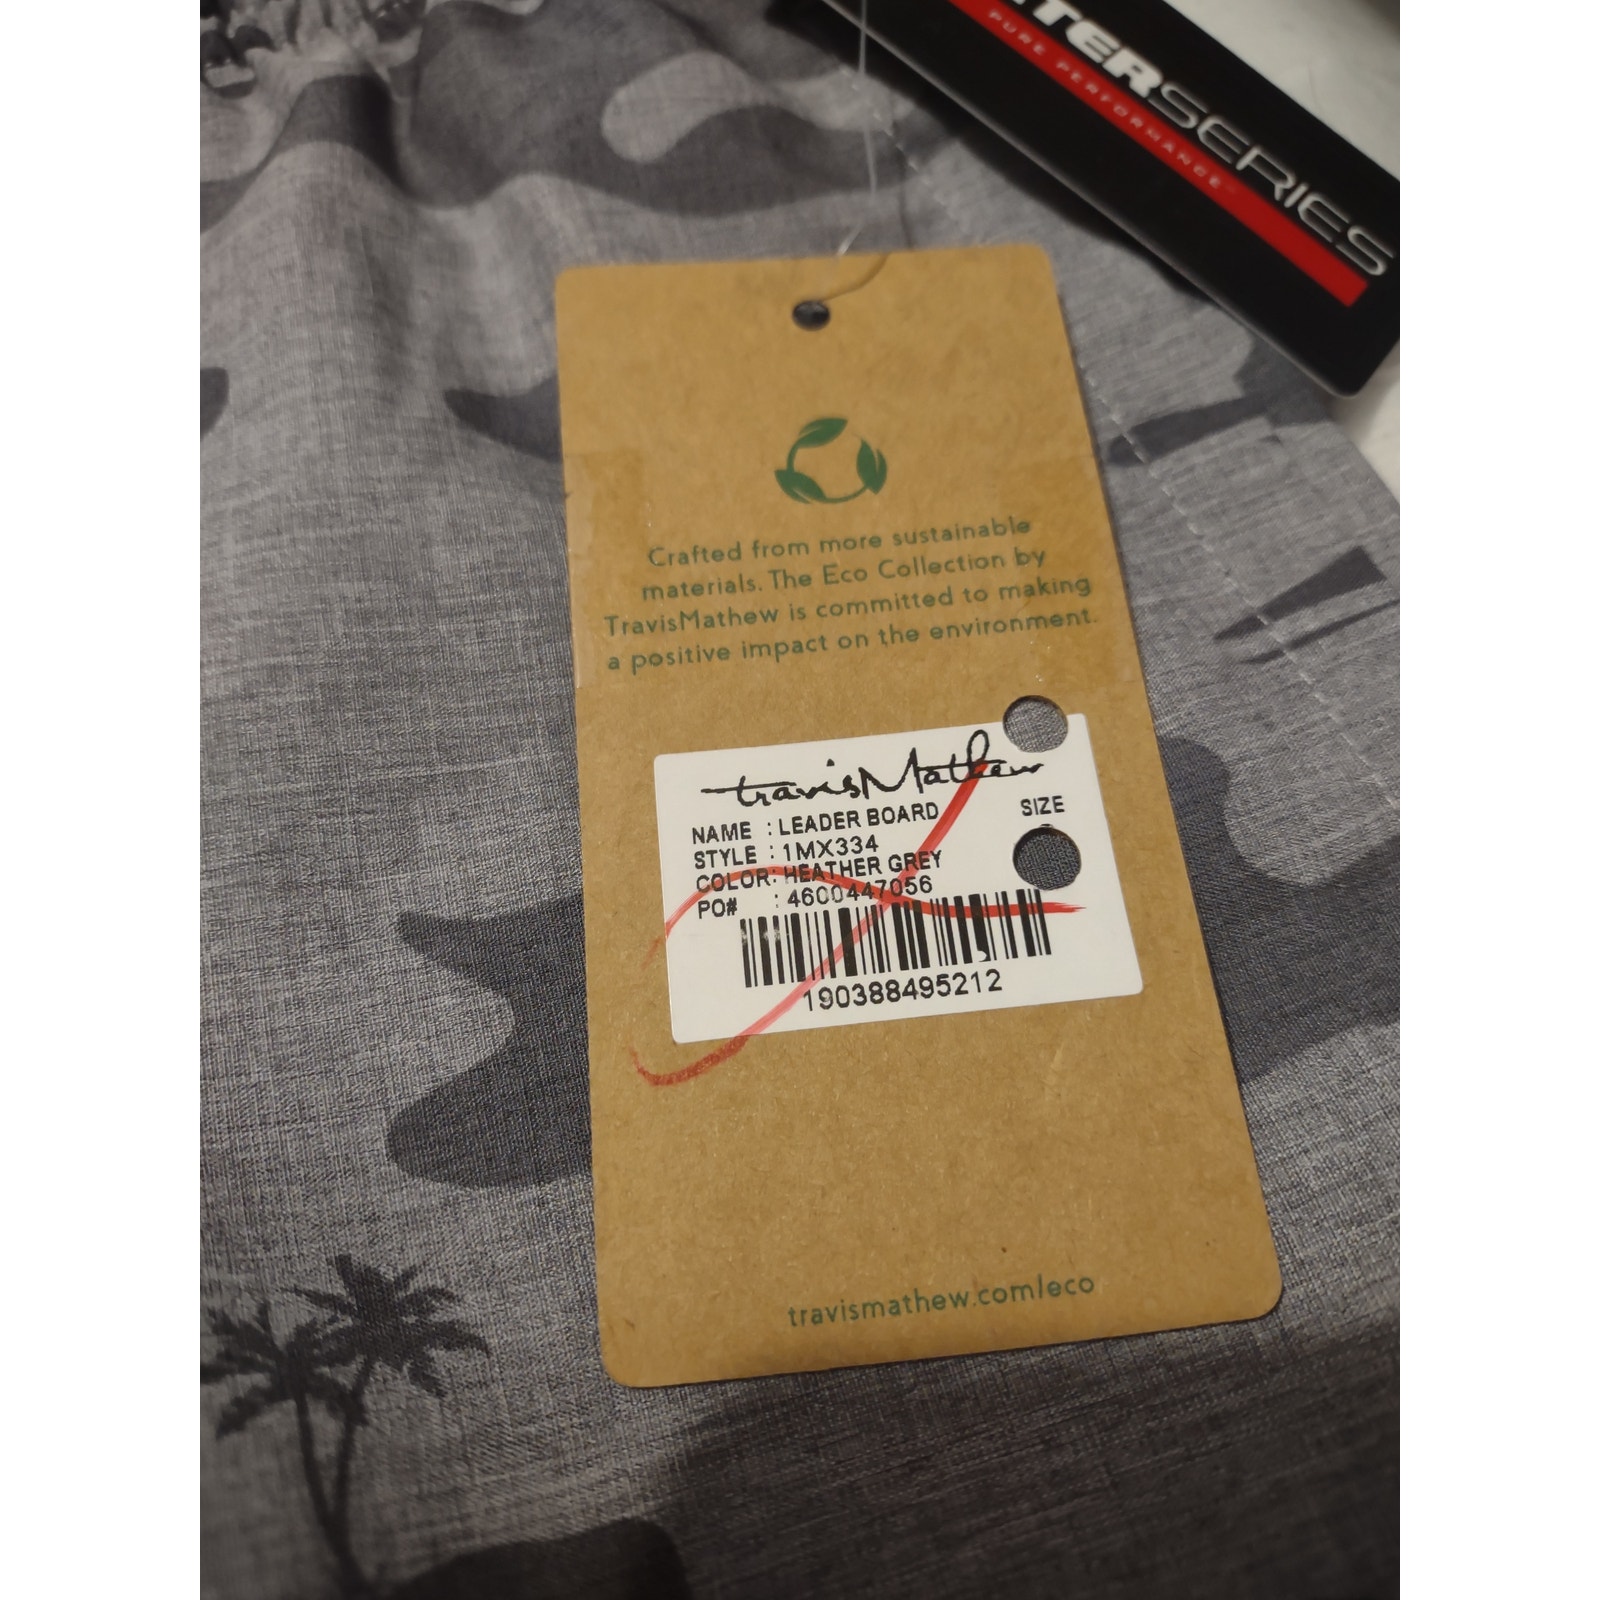 TERSERIES
PURE PERFORMANCE™
Crafted from more sustainable
materials. The Eco Collection by
TravisMathew is committed to making
a positive impact on the environment.
travisMathew
NAME : LEADER BOARD SIZE
STYLE : 1MX334
COLOR: HEATHER GREY
PO# : 4600447056
190388495212
travismathew.com/eco